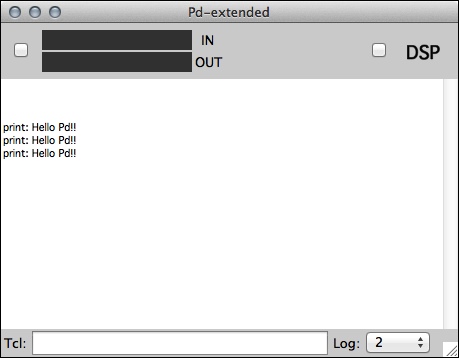 Pd-extended
IN
OUT
DSP
print: Hello Pd!!
print: Hello Pd!!
print: Hello Pd!!
Tcl: Log: 2